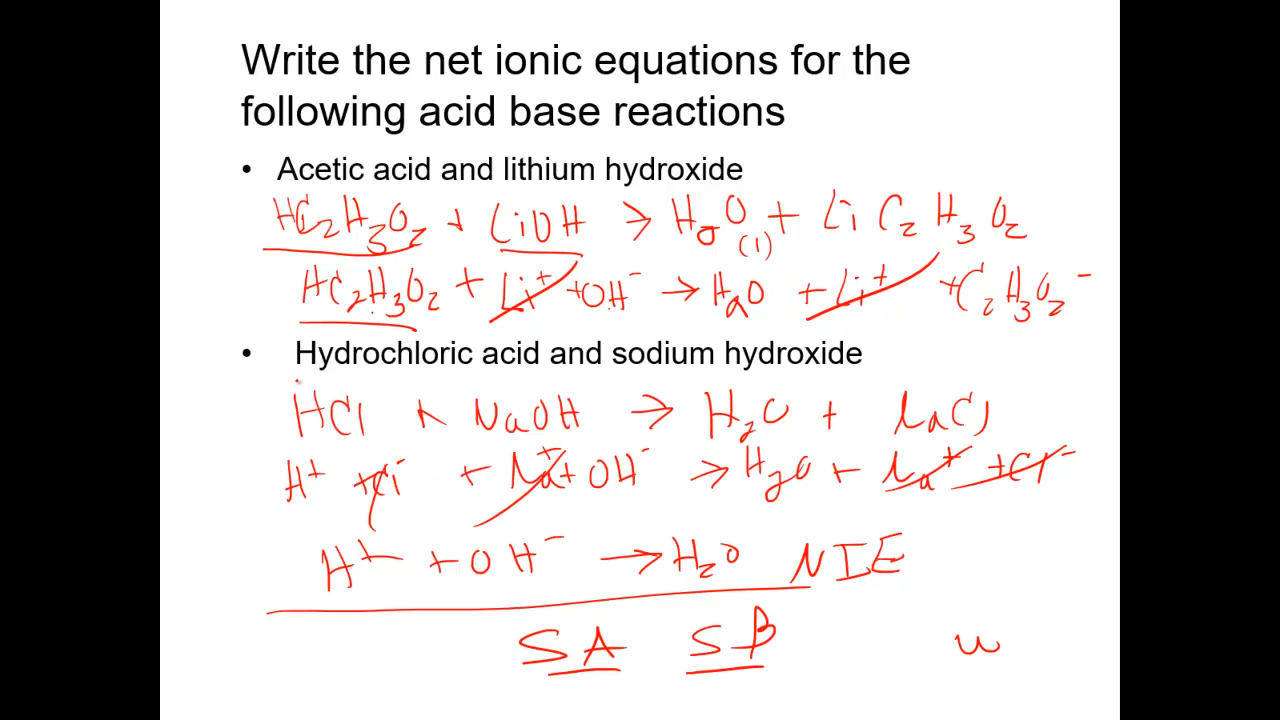 Write the net ionic equations for the
following acid base reactions
• Acetic acid and lithium hydroxide
HC₂H₃O₂ + LiOH → H₂O(l) + LiC₂H₃O₂
HC₂H₃O₂ + Li⁺ + OH⁻ → H₂O + Li⁺ + C₂H₃O₂⁻
• Hydrochloric acid and sodium hydroxide
HCl + NaOH → H₂O + NaCl
H⁺ + Cl⁻ + Na⁺ + OH⁻ → H₂O + Na⁺ + Cl⁻
H⁺ + OH⁻ → H₂O NIE
SA SB w